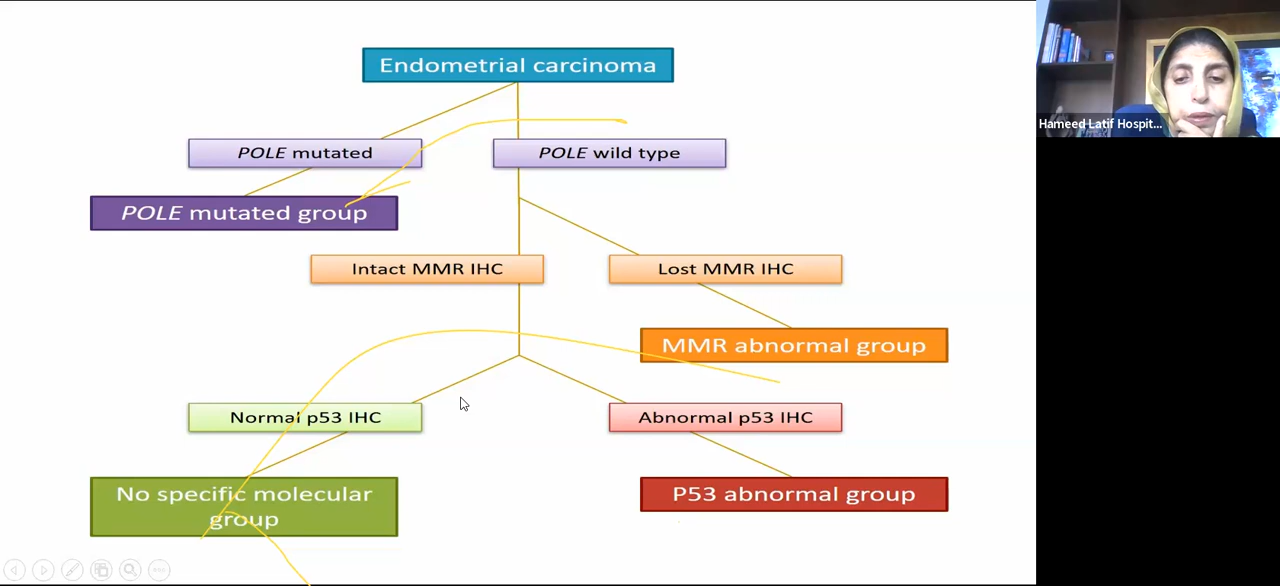 Endometrial carcinoma
POLE mutated
POLE wild type
POLE mutated group
Intact MMR IHC
Lost MMR IHC
MMR abnormal group
Normal p53 IHC
Abnormal p53 IHC
No specific molecular
group
P53 abnormal group
Hameed Latif Hospit...